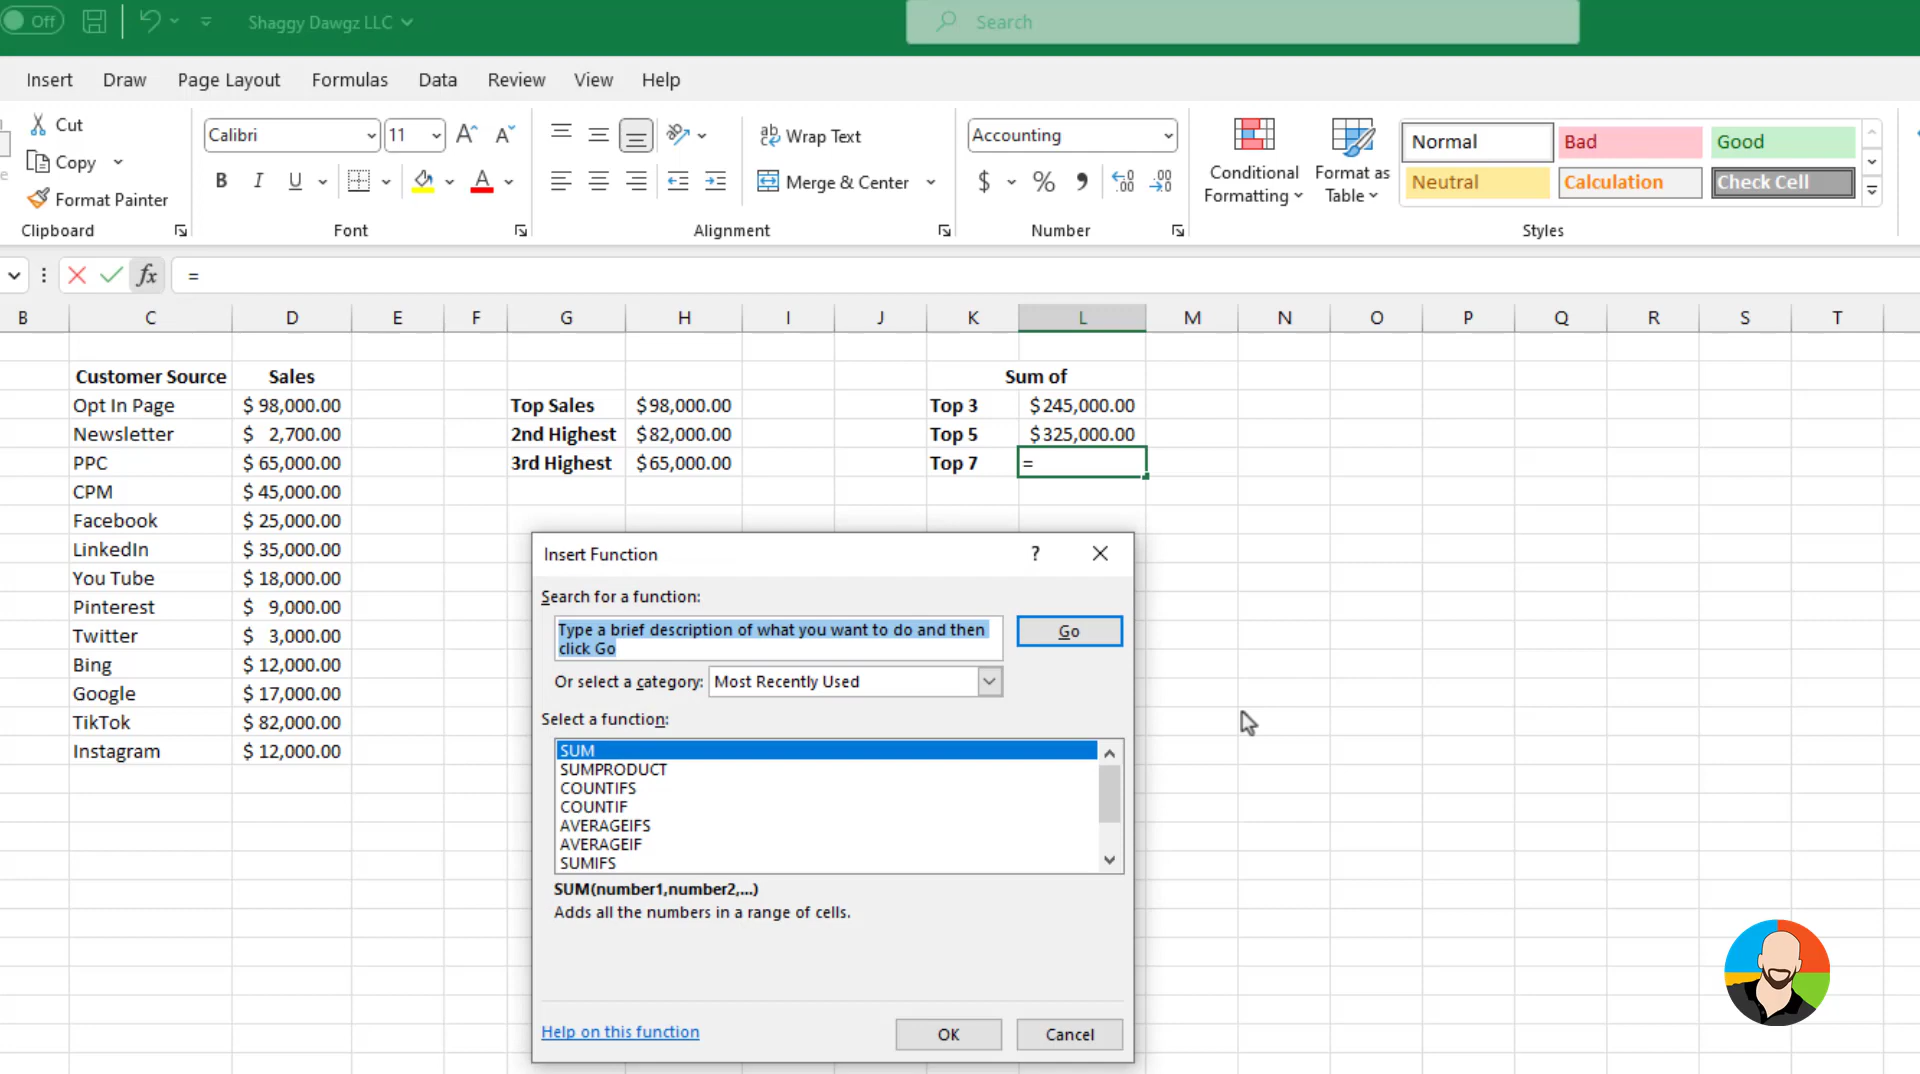 Off Shaggy Dawgz LLC Search
Insert Draw Page Layout Formulas Data Review View Help
Cut
Copy
Format Painter
Clipboard
Calibri 11
B I U
Font
ab Wrap Text
Merge & Center
Alignment
Accounting
$ % 9
Number
Conditional Formatting
Format as Table
Normal Bad Good
Neutral Calculation Check Cell
Styles
fx =
B C D E F G H I J K L M N O P Q R S T
Customer Source Sales Sum of
Opt In Page $ 98,000.00 Top Sales $98,000.00 Top 3 $245,000.00
Newsletter $ 2,700.00 2nd Highest $82,000.00 Top 5 $325,000.00
PPC $ 65,000.00 3rd Highest $65,000.00 Top 7 =
CPM $ 45,000.00
Facebook $ 25,000.00
LinkedIn $ 35,000.00
You Tube $ 18,000.00
Pinterest $ 9,000.00
Twitter $ 3,000.00
Bing $ 12,000.00
Google $ 17,000.00
TikTok $ 82,000.00
Instagram $ 12,000.00
Insert Function ?
Search for a function:
Type a brief description of what you want to do and then
click Go
Go
Or select a category: Most Recently Used
Select a function:
SUM
SUMPRODUCT
COUNTIFS
COUNTIF
AVERAGEIFS
AVERAGEIF
SUMIFS
SUM(number1,number2,...)
Adds all the numbers in a range of cells.
Help on this function OK Cancel